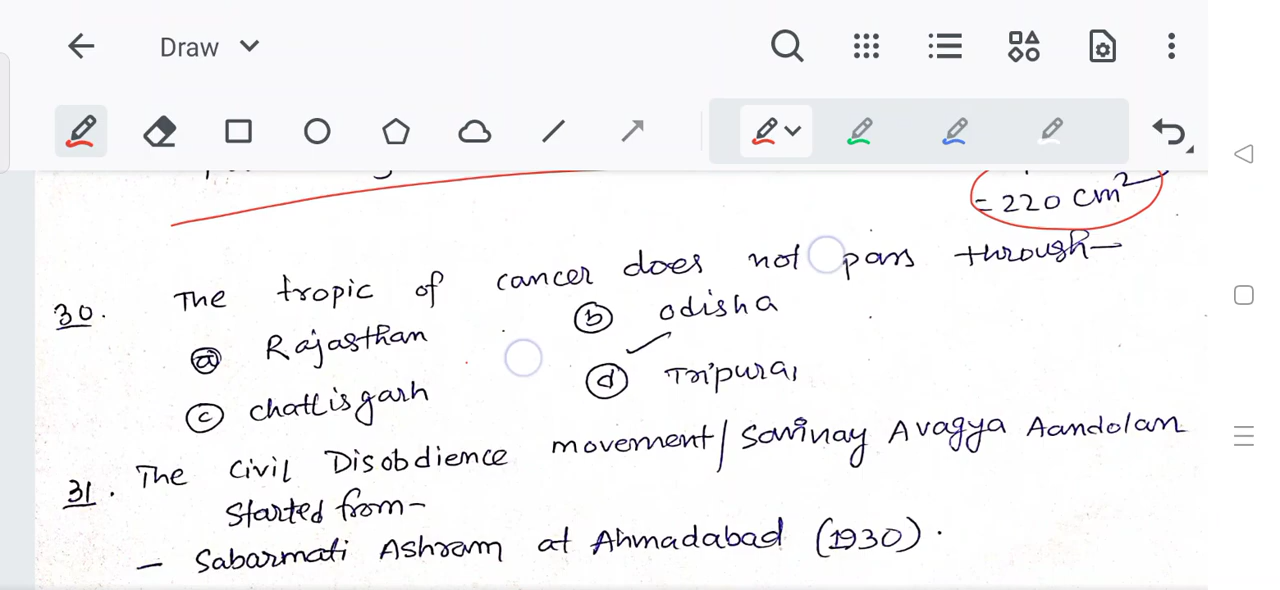 Draw
= 220 cm²
30. The tropic of cancer does not pass through—
ⓐ Rajasthan ⓑ odisha
ⓒ chatlisgarh ⓓ Tripura,
31. The Civil Disobdience movement/ Savinay Avagya Aandolan
started from-
— Sabarmati Ashram at Ahmadabad (1930).